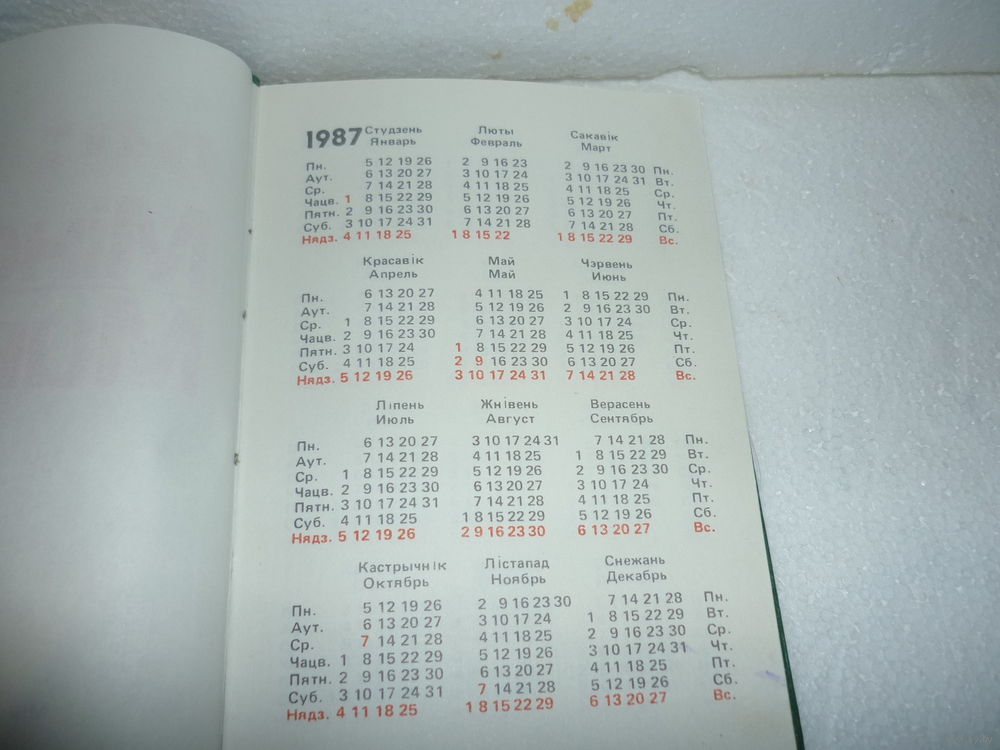 1987 Студзень Люты Сакавік
Январь Февраль Март
Пн. 5 12 19 26 2 9 16 23 2 9 16 23 30 Пн.
Аут. 6 13 20 27 3 10 17 24 3 10 17 24 31 Вт.
Ср. 7 14 21 28 4 11 18 25 4 11 18 25 Ср.
Чацв. 1 8 15 22 29 5 12 19 26 5 12 19 26 Чт.
Пятн. 2 9 16 23 30 6 13 20 27 6 13 20 27 Пт.
Суб. 3 10 17 24 31 7 14 21 28 7 14 21 28 Сб.
Нядз. 4 11 18 25 1 8 15 22 1 8 15 22 29 Вс.
Красавік Май Чэрвень
Апрель Май Июнь
Пн. 6 13 20 27 4 11 18 25 1 8 15 22 29 Пн.
Аут. 7 14 21 28 5 12 19 26 2 9 16 23 30 Вт.
Ср. 1 8 15 22 29 6 13 20 27 3 10 17 24 Ср.
Чацв. 2 9 16 23 30 7 14 21 28 4 11 18 25 Чт.
Пятн. 3 10 17 24 1 8 15 22 29 5 12 19 26 Пт.
Суб. 4 11 18 25 2 9 16 23 30 6 13 20 27 Сб.
Нядз. 5 12 19 26 3 10 17 24 31 7 14 21 28 Вс.
Ліпень Жнівень Верасень
Июль Август Сентябрь
Пн. 6 13 20 27 3 10 17 24 31 7 14 21 28 Пн.
Аут. 7 14 21 28 4 11 18 25 1 8 15 22 29 Вт.
Ср. 1 8 15 22 29 5 12 19 26 2 9 16 23 30 Ср.
Чацв. 2 9 16 23 30 6 13 20 27 3 10 17 24 Чт.
Пятн. 3 10 17 24 31 7 14 21 28 4 11 18 25 Пт.
Суб. 4 11 18 25 1 8 15 22 29 5 12 19 26 Сб.
Нядз. 5 12 19 26 2 9 16 23 30 6 13 20 27 Вс.
Кастрычнік Лістапад Снежань
Октябрь Ноябрь Декабрь
Пн. 5 12 19 26 2 9 16 23 30 7 14 21 28 Пн.
Аут. 6 13 20 27 3 10 17 24 1 8 15 22 29 Вт.
Ср. 7 14 21 28 4 11 18 25 2 9 16 23 30 Ср.
Чацв. 1 8 15 22 29 5 12 19 26 3 10 17 24 31 Чт.
Пятн. 2 9 16 23 30 6 13 20 27 4 11 18 25 Пт.
Суб. 3 10 17 24 31 7 14 21 28 5 12 19 26 Сб.
Нядз. 4 11 18 25 1 8 15 22 29 6 13 20 27 Вс.